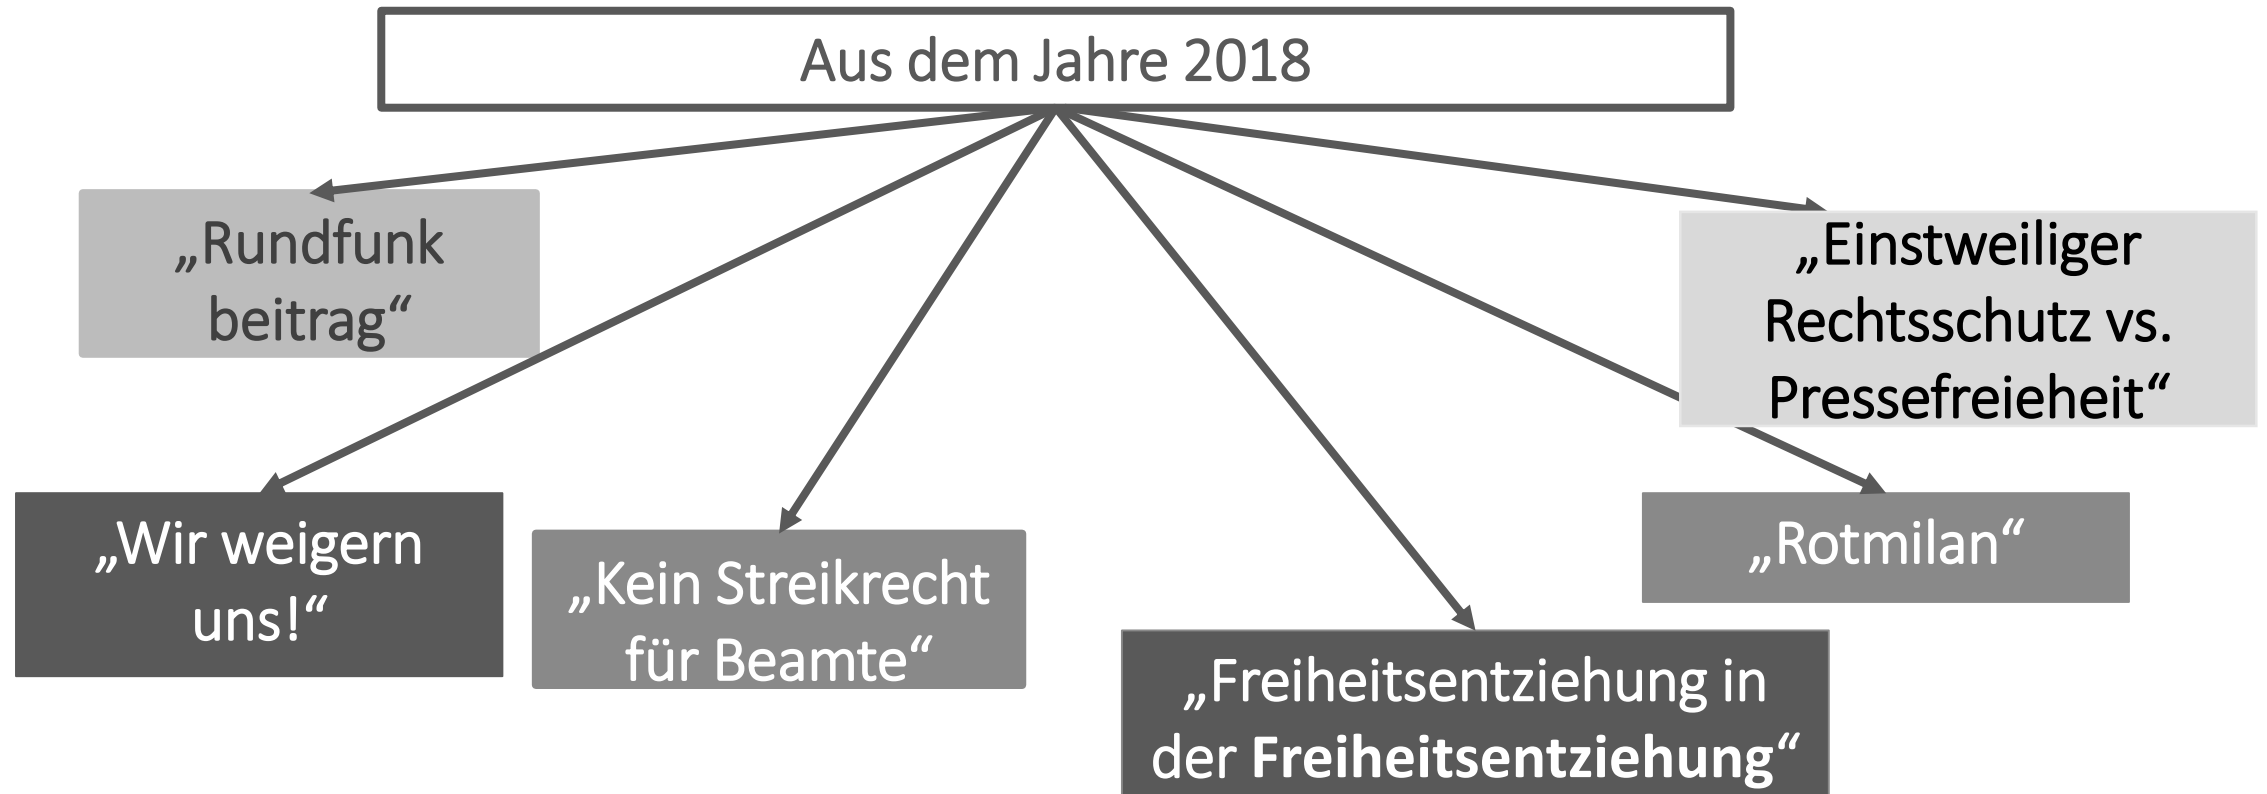 Aus dem Jahre 2018
„Rundfunk
beitrag“
„Einstweiliger
Rechtsschutz vs.
Pressefreieheit“
„Wir weigern
uns!“
„Kein Streikrecht
für Beamte“
„Rotmilan“
„Freiheitsentziehung in
der Freiheitsentziehung“